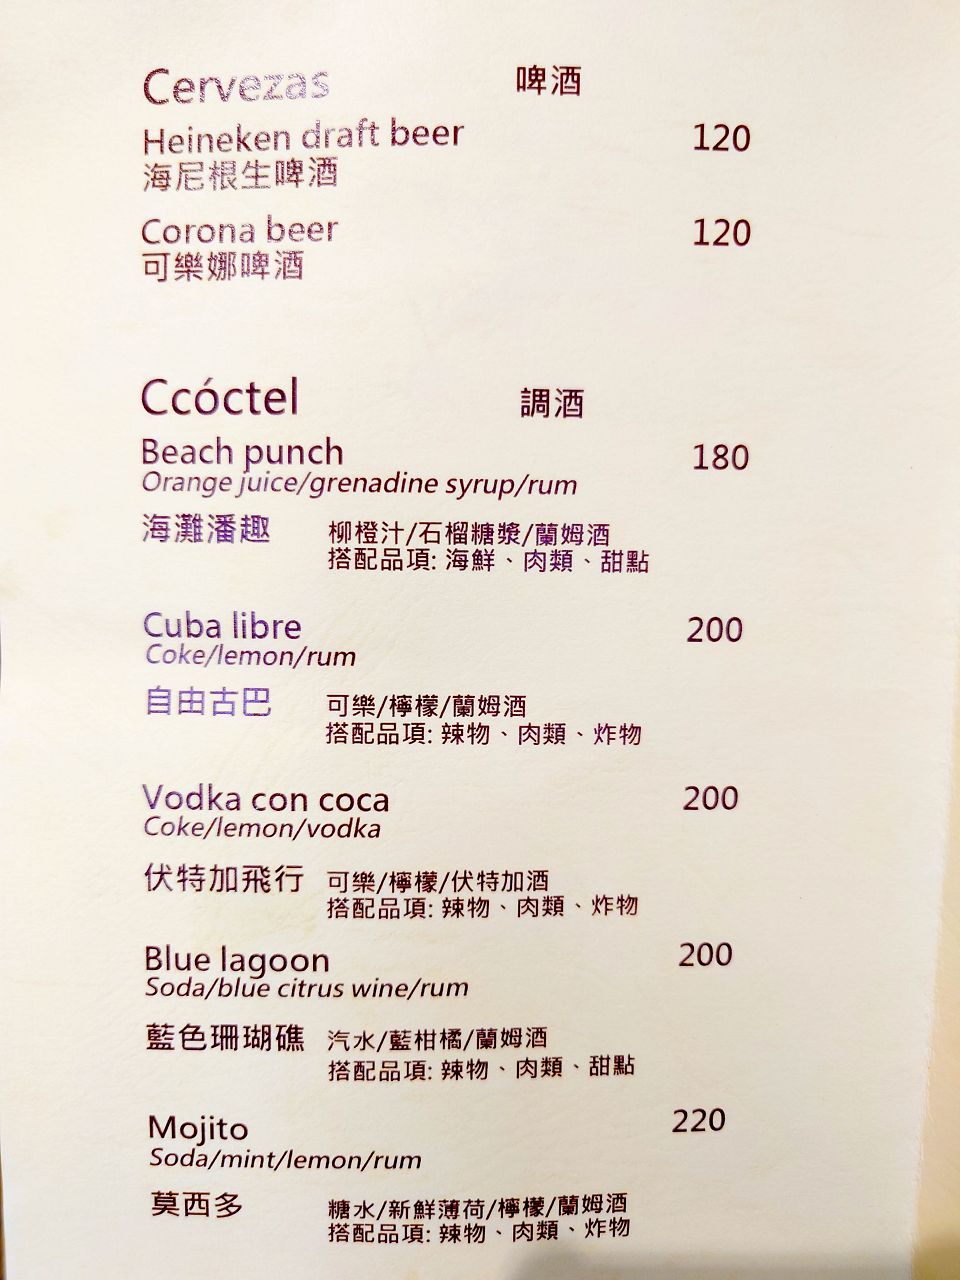 Cervezas 啤酒
Heineken draft beer 120
海尼根生啤酒
Corona beer 120
可樂娜啤酒
Ccóctel 調酒
Beach punch 180
Orange juice/grenadine syrup/rum
海灘潘趣 柳橙汁/石榴糖漿/蘭姆酒
搭配品項: 海鮮、肉類、甜點
Cuba libre 200
Coke/lemon/rum
自由古巴 可樂/檸檬/蘭姆酒
搭配品項: 辣物、肉類、炸物
Vodka con coca 200
Coke/lemon/vodka
伏特加飛行 可樂/檸檬/伏特加酒
搭配品項: 辣物、肉類、炸物
Blue lagoon 200
Soda/blue citrus wine/rum
藍色珊瑚礁 汽水/藍柑橘/蘭姆酒
搭配品項: 辣物、肉類、甜點
Mojito 220
Soda/mint/lemon/rum
莫西多 糖水/新鮮薄荷/檸檬/蘭姆酒
搭配品項: 辣物、肉類、炸物